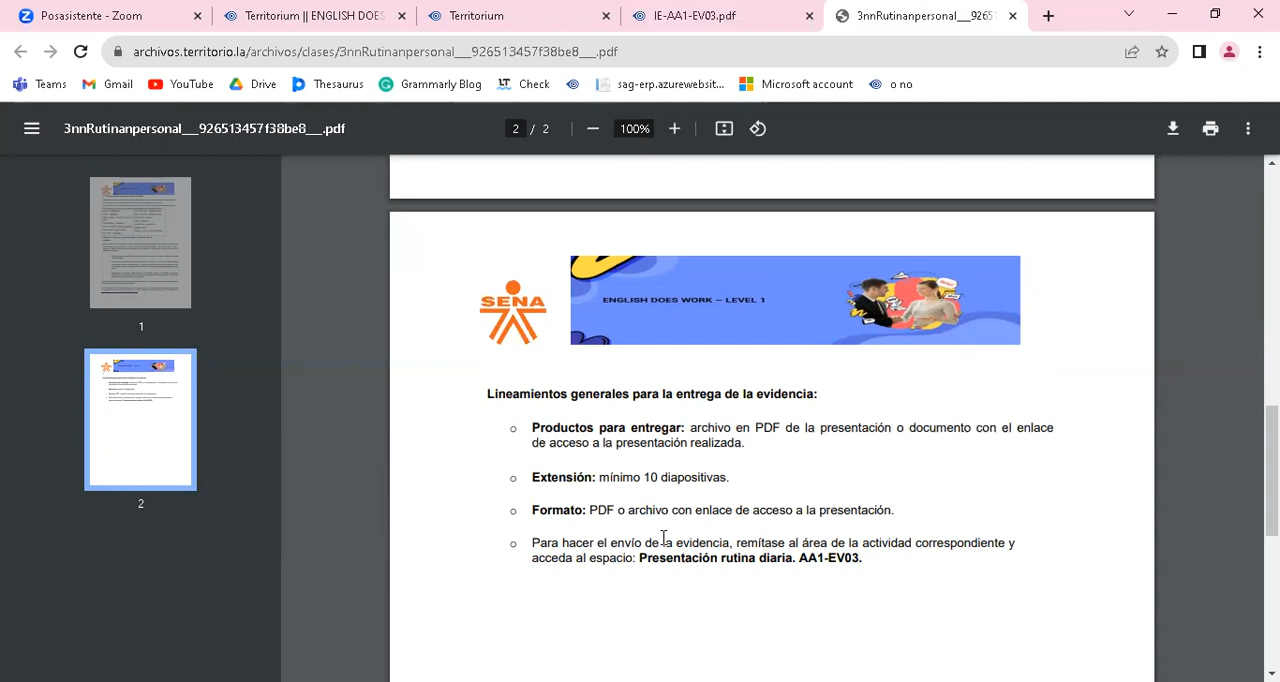 Posasistente - Zoom
Territorium || ENGLISH DOES
Territorium
IE-AA1-EV03.pdf
3nnRutinanpersonal__92651
archivos.territorio.la/archivos/clases/3nnRutinanpersonal__926513457f38be8__.pdf
Teams
Gmail
YouTube
Drive
Thesaurus
Grammarly Blog
LT Check
sag-erp.azurewebsit...
Microsoft account
o no
3nnRutinanpersonal__926513457f38be8__.pdf
2 / 2
100%
1
2
SENA
ENGLISH DOES WORK – LEVEL 1
Lineamientos generales para la entrega de la evidencia:
o Productos para entregar: archivo en PDF de la presentación o documento con el enlace
de acceso a la presentación realizada.
o Extensión: mínimo 10 diapositivas.
o Formato: PDF o archivo con enlace de acceso a la presentación.
o Para hacer el envío de la evidencia, remítase al área de la actividad correspondiente y
acceda al espacio: Presentación rutina diaria. AA1-EV03.